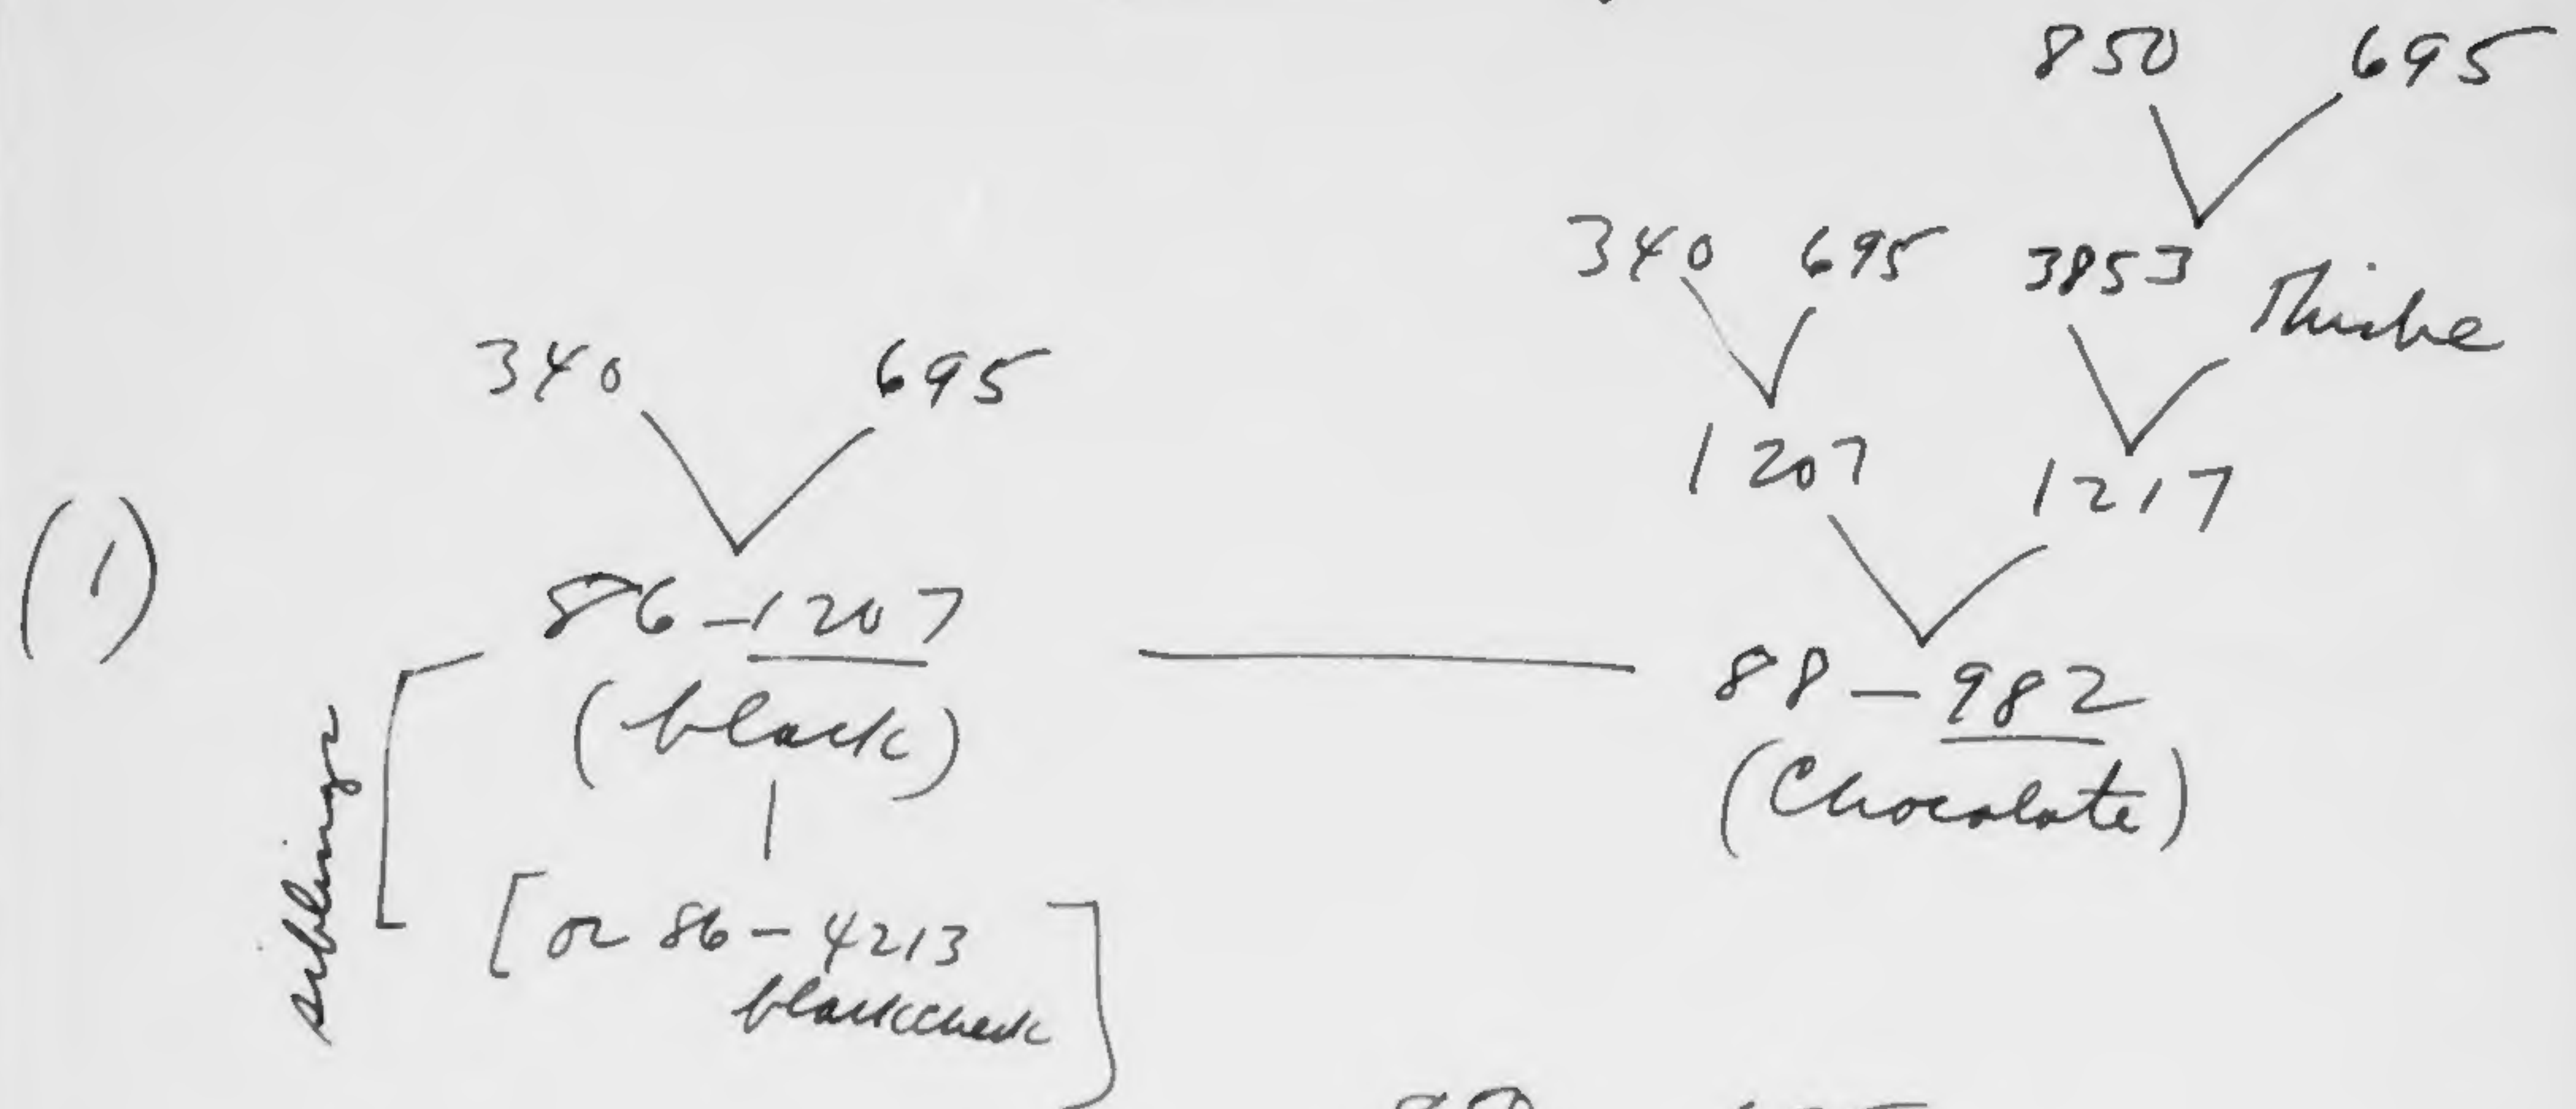 850 695
340 695 3853 Thisbe
340 695
1207 1217
(1)
86-1207
88-982
(black)
(Chocolate)
siblings
[or 86-4213
blackcheck]